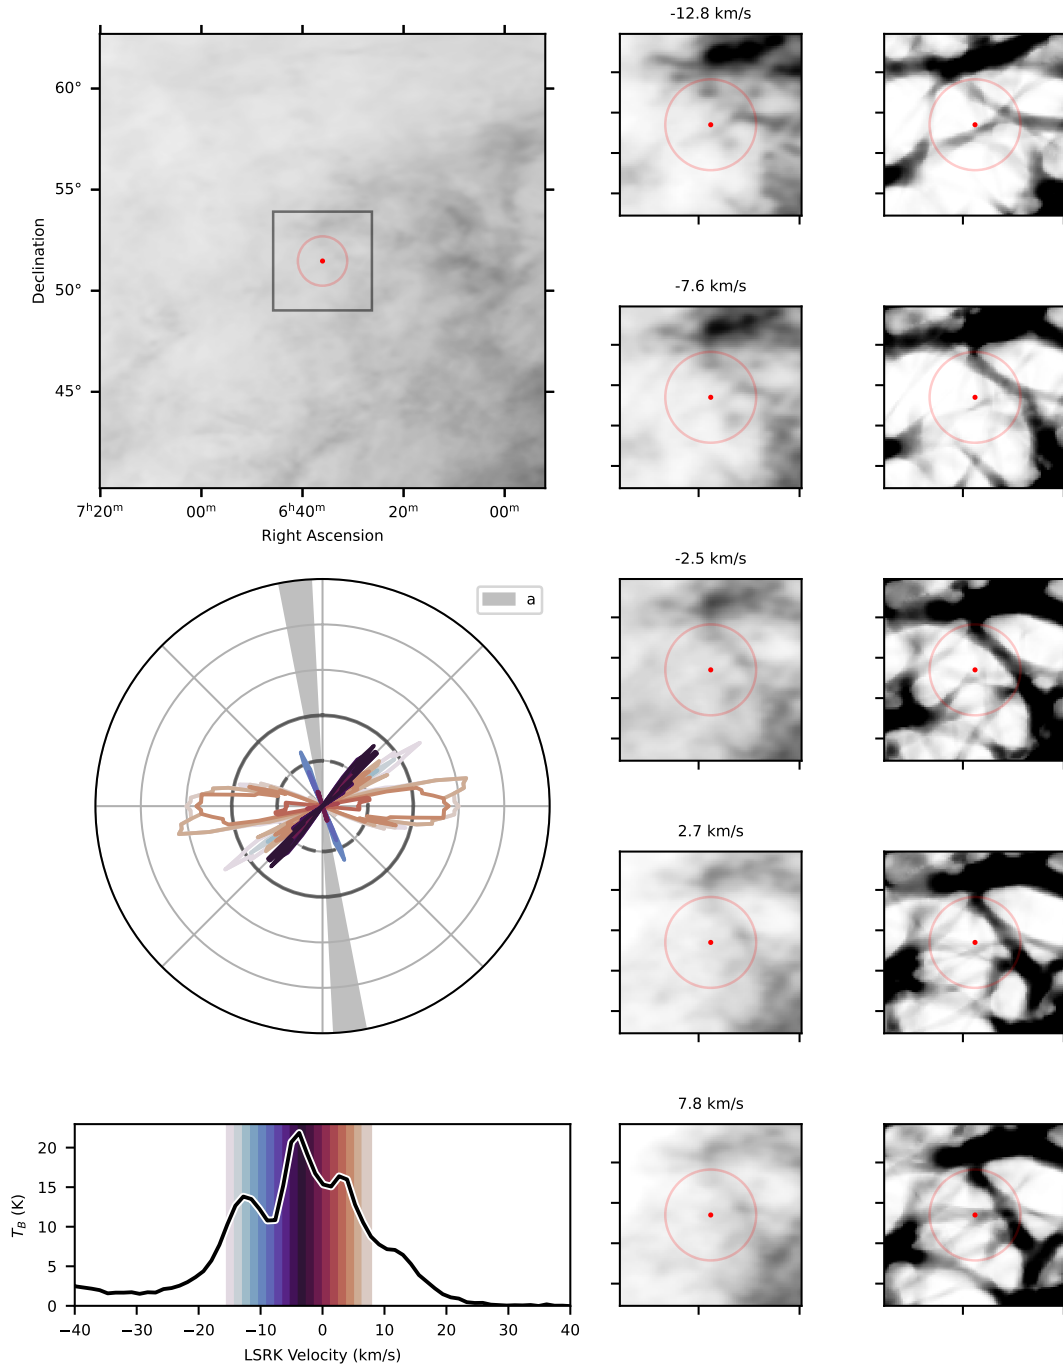 -12.8 km/s
60°
55°
50°
45°
Declination
7ʰ20ᵐ 00ᵐ 6ʰ40ᵐ 20ᵐ 00ᵐ
Right Ascension
-7.6 km/s
-2.5 km/s
a
2.7 km/s
7.8 km/s
20
15
10
5
0
T_B (K)
−40 −30 −20 −10 0 10 20 30 40
LSRK Velocity (km/s)